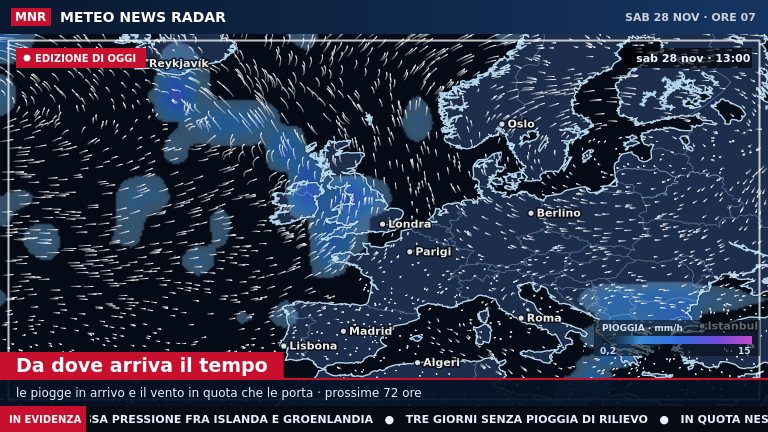 MNR METEO NEWS RADAR
SAB 28 NOV · ORE 07
EDIZIONE DI OGGI
sab 28 nov · 13:00
Reykjavík
Oslo
Berlino
Londra
Parigi
Roma
Istanbul
Madrid
Lisbona
Algeri
PIOGGIA · mm/h
0,2 15
Da dove arriva il tempo
le piogge in arrivo e il vento in quota che le porta · prossime 72 ore
IN EVIDENZA SSA PRESSIONE FRA ISLANDA E GROENLANDIA ● TRE GIORNI SENZA PIOGGIA DI RILIEVO ● IN QUOTA NES